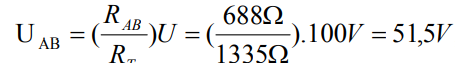 U_AB = (R_AB / R_T)U = (688Ω / 1335Ω).100V = 51,5V